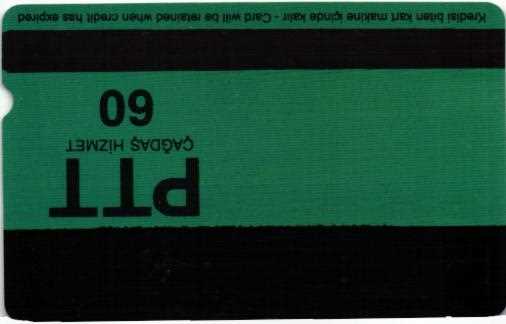 PTT
ÇAĞDAŞ HİZMET
60
Kredisi biten kart makine içinde kalır - Card will be retained when credit has expired